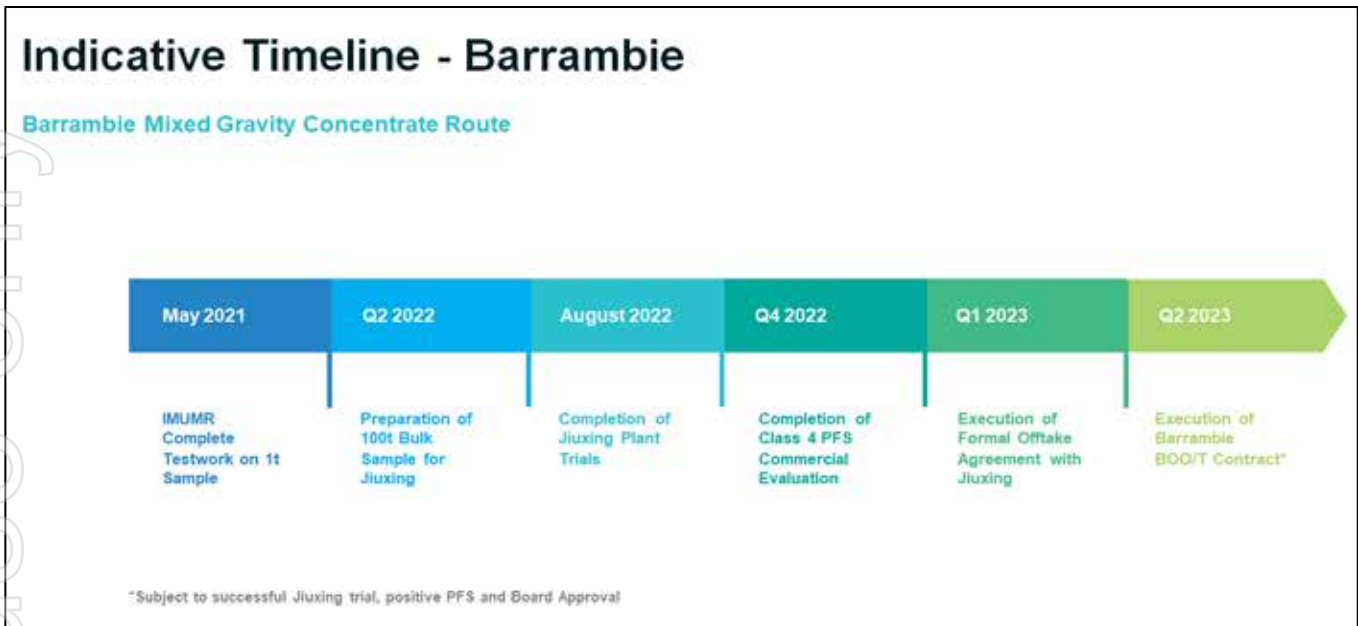 Indicative Timeline - Barrambie
Barrambie Mixed Gravity Concentrate Route
May 2021
Q2 2022
August 2022
Q4 2022
Q1 2023
Q2 2023
IMUMR
Complete
Testwork on 1t
Sample
Preparation of
100t Bulk
Sample for
Jiuxing
Completion of
Jiuxing Plant
Trials
Completion of
Class 4 PFS
Commercial
Evaluation
Execution of
Formal Offtake
Agreement with
Jiuxing
Execution of
Barrambie
BOO/T Contract*
*Subject to successful Jiuxing trial, positive PFS and Board Approval